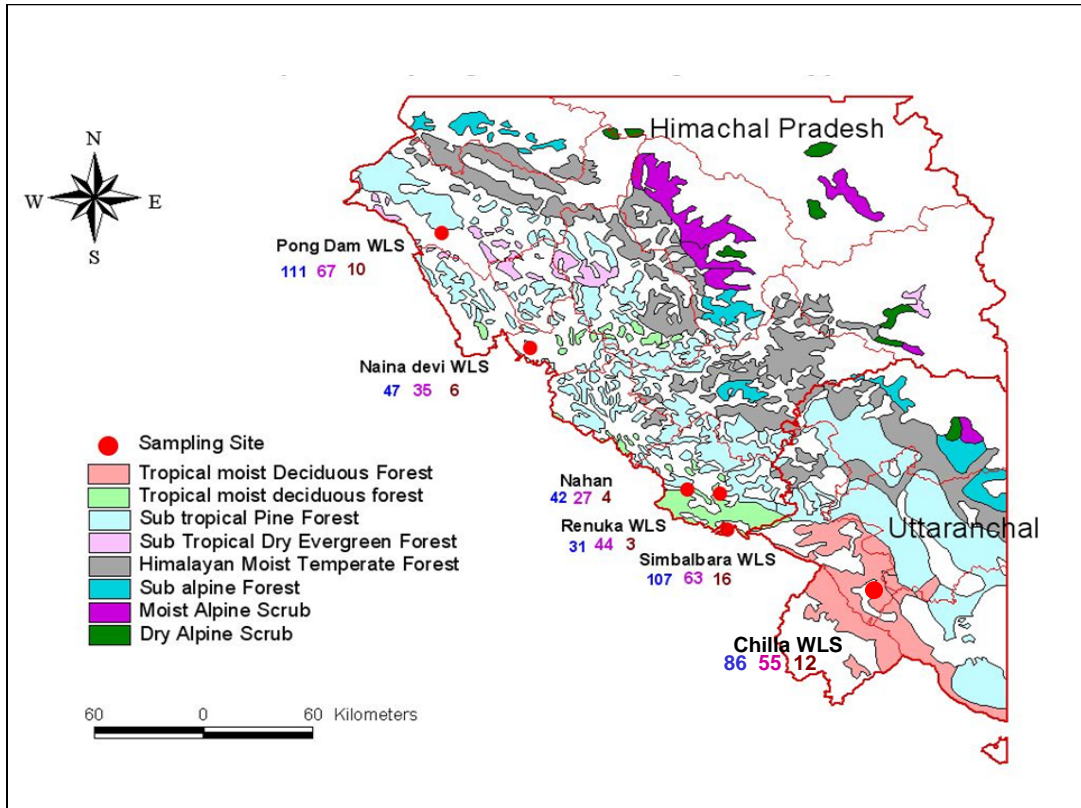 Himachal Pradesh
N
W E
S
Pong Dam WLS
111 67 10
Naina devi WLS
47 35 6
Sampling Site
Tropical moist Deciduous Forest
Tropical moist deciduous forest
Sub tropical Pine Forest
Sub Tropical Dry Evergreen Forest
Himalayan Moist Temperate Forest
Sub alpine Forest
Moist Alpine Scrub
Dry Alpine Scrub
Nahan
42 27 4
Renuka WLS
31 44 3
Simbalbara WLS
107 63 16
Uttaranchal
Chilla WLS
86 55 12
60 0 60 Kilometers